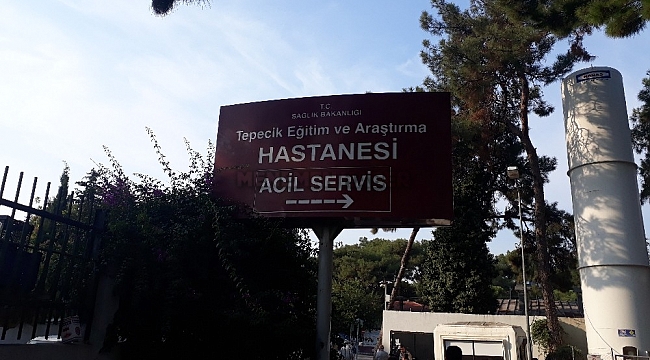 T.C.
SAĞLIK BAKANLIĞI
Tepecik Eğitim ve Araştırma
HASTANESİ
ACİL SERVİS